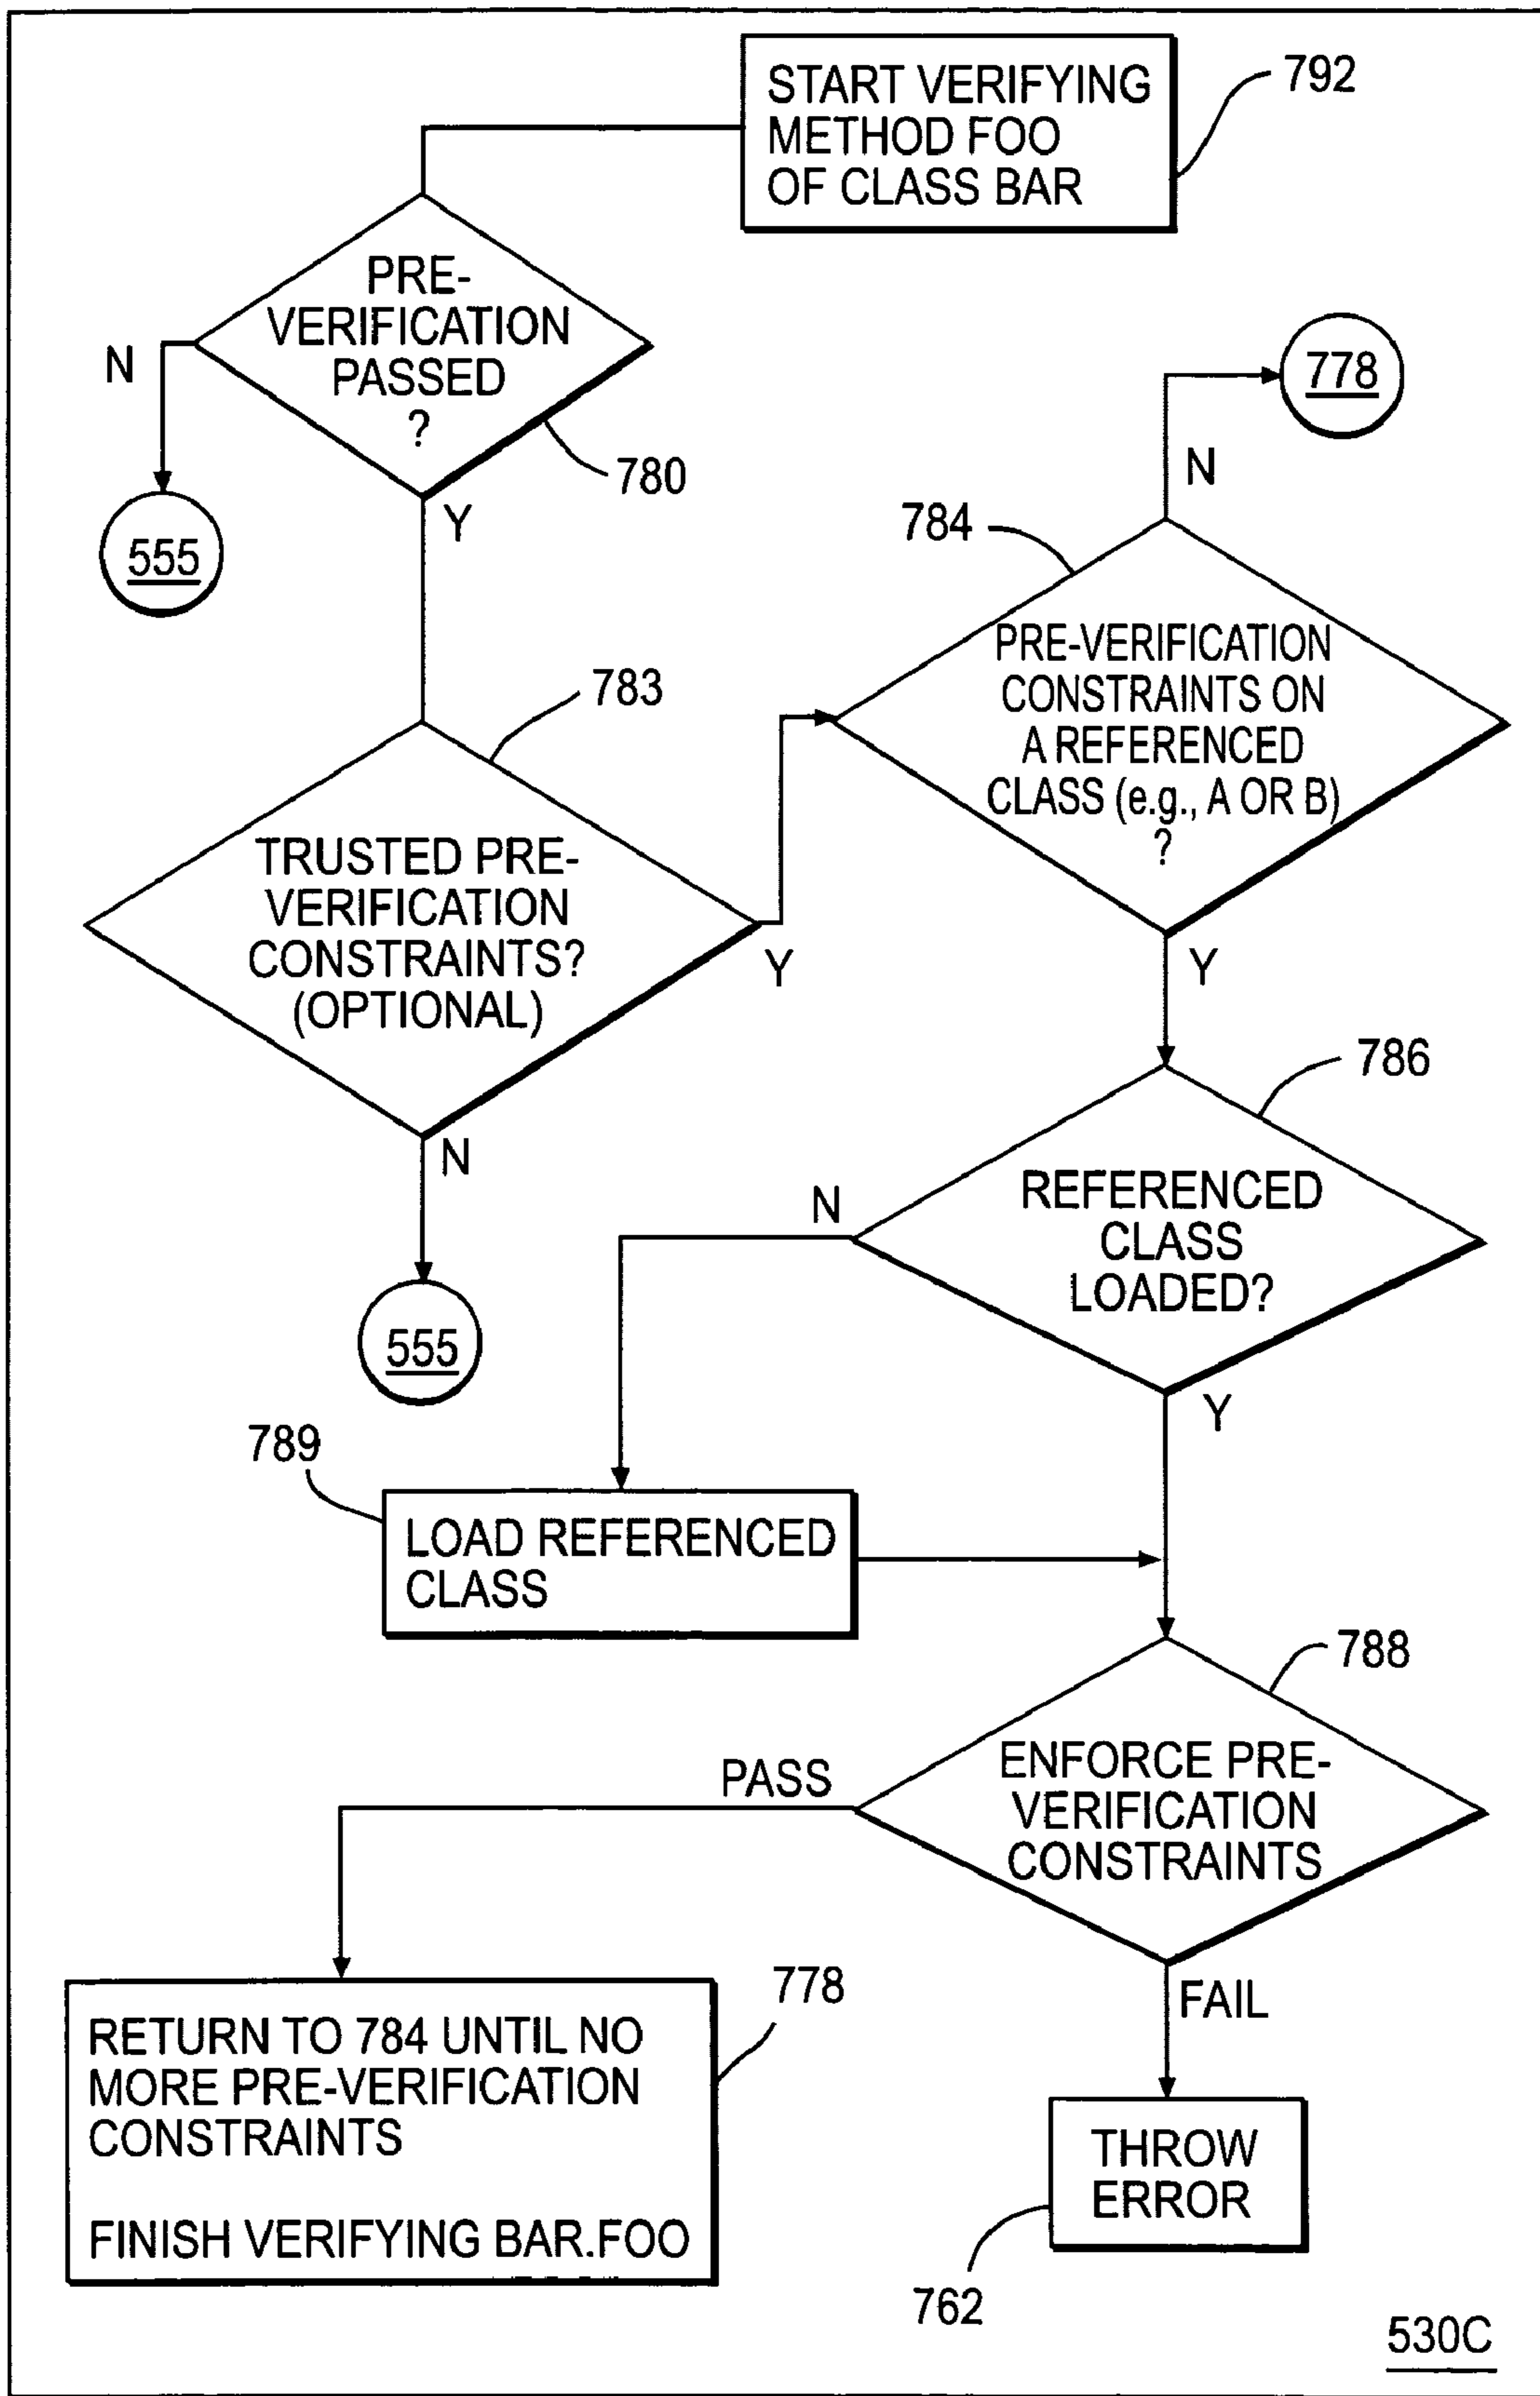 START VERIFYING
METHOD FOO
OF CLASS BAR
792
PRE-
VERIFICATION
PASSED
?
N
780
Y
555
778
N
784
PRE-VERIFICATION
CONSTRAINTS ON
A REFERENCED
CLASS (e.g., A OR B)
?
Y
783
TRUSTED PRE-
VERIFICATION
CONSTRAINTS?
(OPTIONAL)
Y
N
555
786
REFERENCED
CLASS
LOADED?
N
Y
789
LOAD REFERENCED
CLASS
788
ENFORCE PRE-
VERIFICATION
CONSTRAINTS
PASS
FAIL
778
RETURN TO 784 UNTIL NO
MORE PRE-VERIFICATION
CONSTRAINTS
FINISH VERIFYING BAR.FOO
THROW
ERROR
762
530C